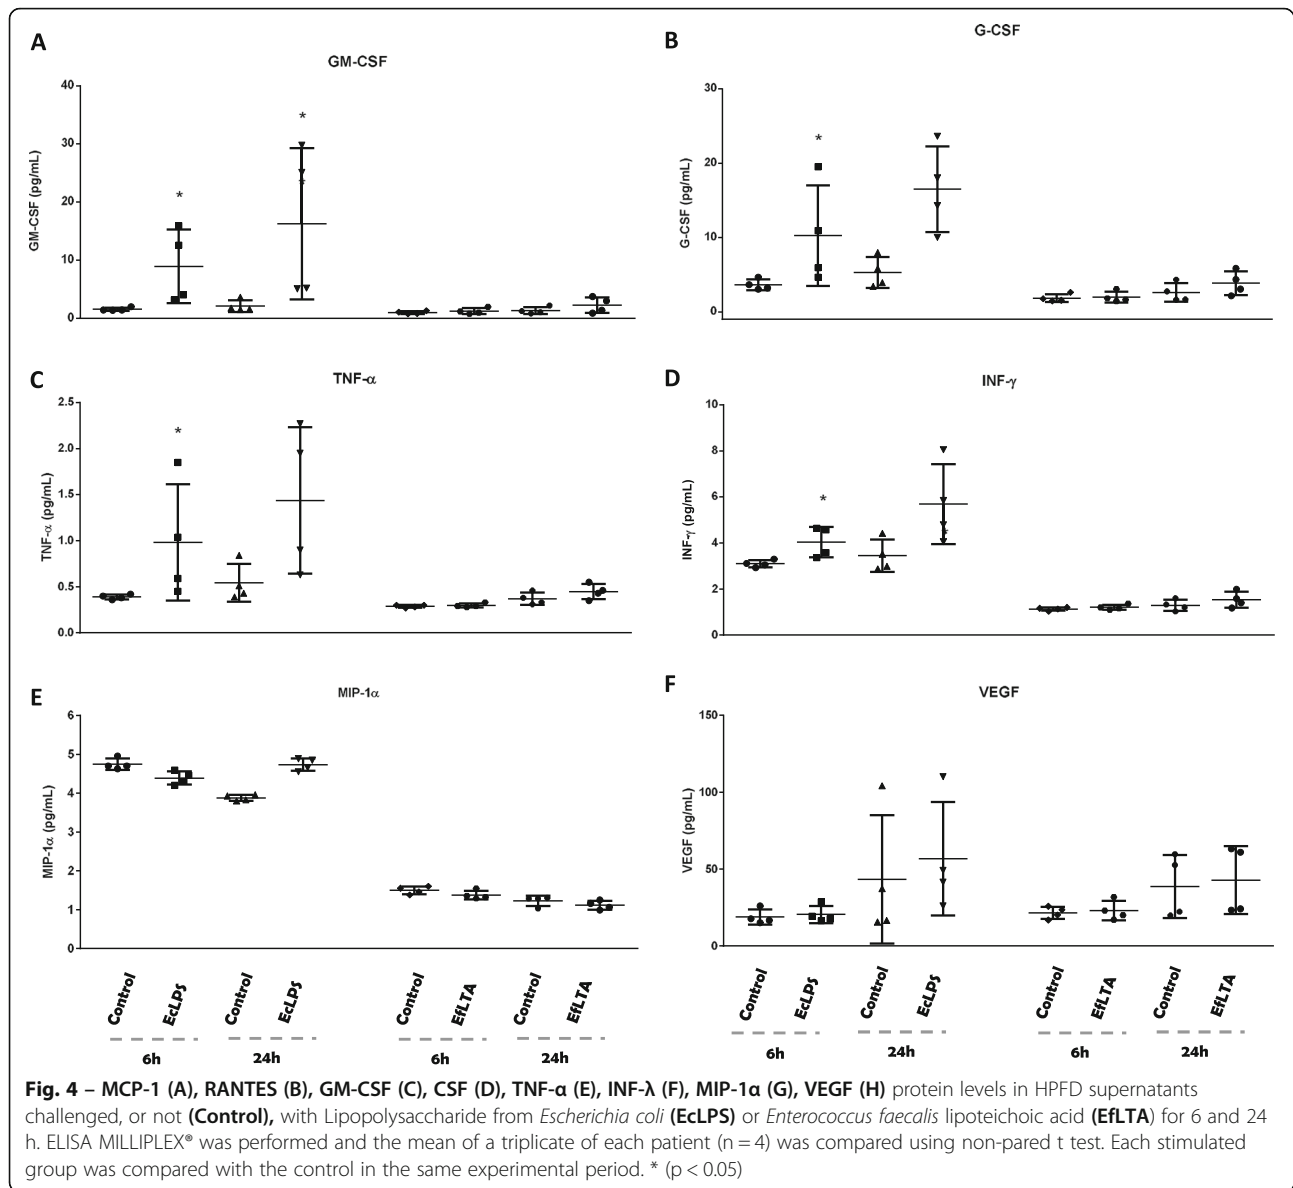 A
GM-CSF
40
30
20
10
0
GM-CSF (pg/mL)
*
*
*
B
G-CSF
30
20
10
0
G-CSF (pg/mL)
*
C
TNF-α
2.5
2.0
1.5
1.0
0.5
0.0
TNF-α (pg/mL)
*
D
INF-γ
10
8
6
4
2
0
INF-γ (pg/mL)
*
*
E
MIP-1α
6
5
4
3
2
1
0
MIP-1α (pg/mL)
F
VEGF
150
100
50
0
VEGF (pg/mL)
Control EcLPS Control EcLPS Control EfLTA Control EfLTA
6h 24h 6h 24h
Control EcLPS Control EcLPS Control EfLTA Control EfLTA
6h 24h 6h 24h
Fig. 4 – MCP-1 (A), RANTES (B), GM-CSF (C), CSF (D), TNF-α (E), INF-λ (F), MIP-1α (G), VEGF (H) protein levels in HPFD supernatants
challenged, or not (Control), with Lipopolysaccharide from Escherichia coli (EcLPS) or Enterococcus faecalis lipoteichoic acid (EfLTA) for 6 and 24
h. ELISA MILLIPLEX® was performed and the mean of a triplicate of each patient (n = 4) was compared using non-pared t test. Each stimulated
group was compared with the control in the same experimental period. * (p < 0.05)